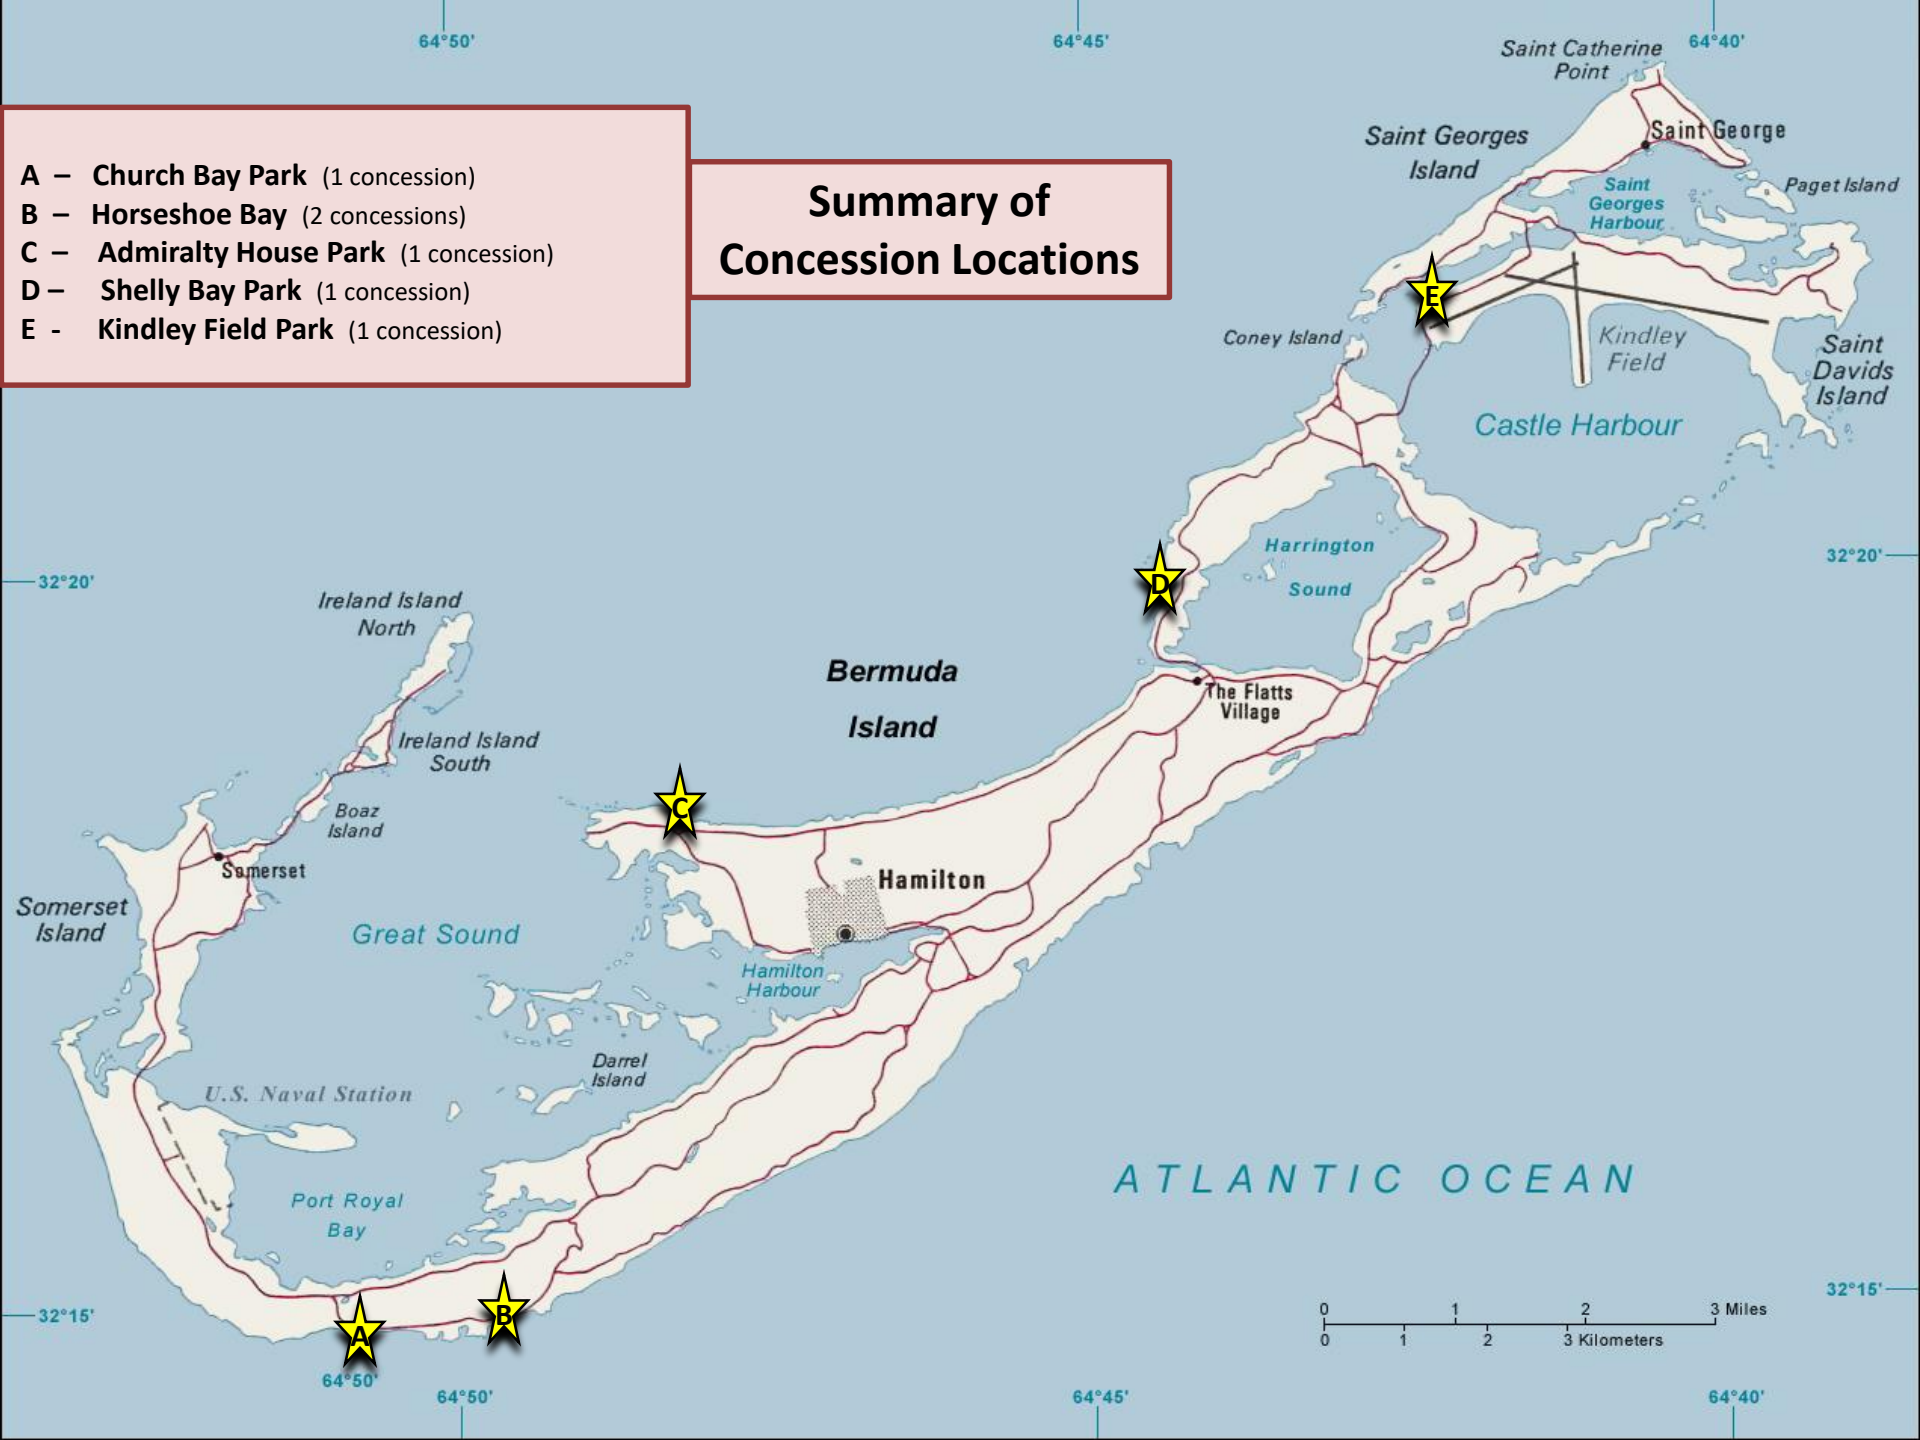 64°50'
64°45'
64°40'
Saint Catherine
Point
A – Church Bay Park (1 concession)
B – Horseshoe Bay (2 concessions)
C – Admiralty House Park (1 concession)
D – Shelly Bay Park (1 concession)
E - Kindley Field Park (1 concession)
Summary of
Concession Locations
Saint George
Saint Georges
Island
Saint
Georges
Harbour
Paget Island
E
Coney Island
Kindley
Field
Saint
Davids
Island
Castle Harbour
Harrington
Sound
32°20'
32°20'
D
Ireland Island
North
Bermuda
Island
The Flatts
Village
Ireland Island
South
Boaz
Island
C
Somerset
Hamilton
Somerset
Island
Great Sound
Hamilton
Harbour
Darrel
Island
U.S. Naval Station
ATLANTIC OCEAN
Port Royal
Bay
32°15'
32°15'
B
A
0 1 2 3 Miles
0 1 2 3 Kilometers
64°50'
64°50'
64°45'
64°40'